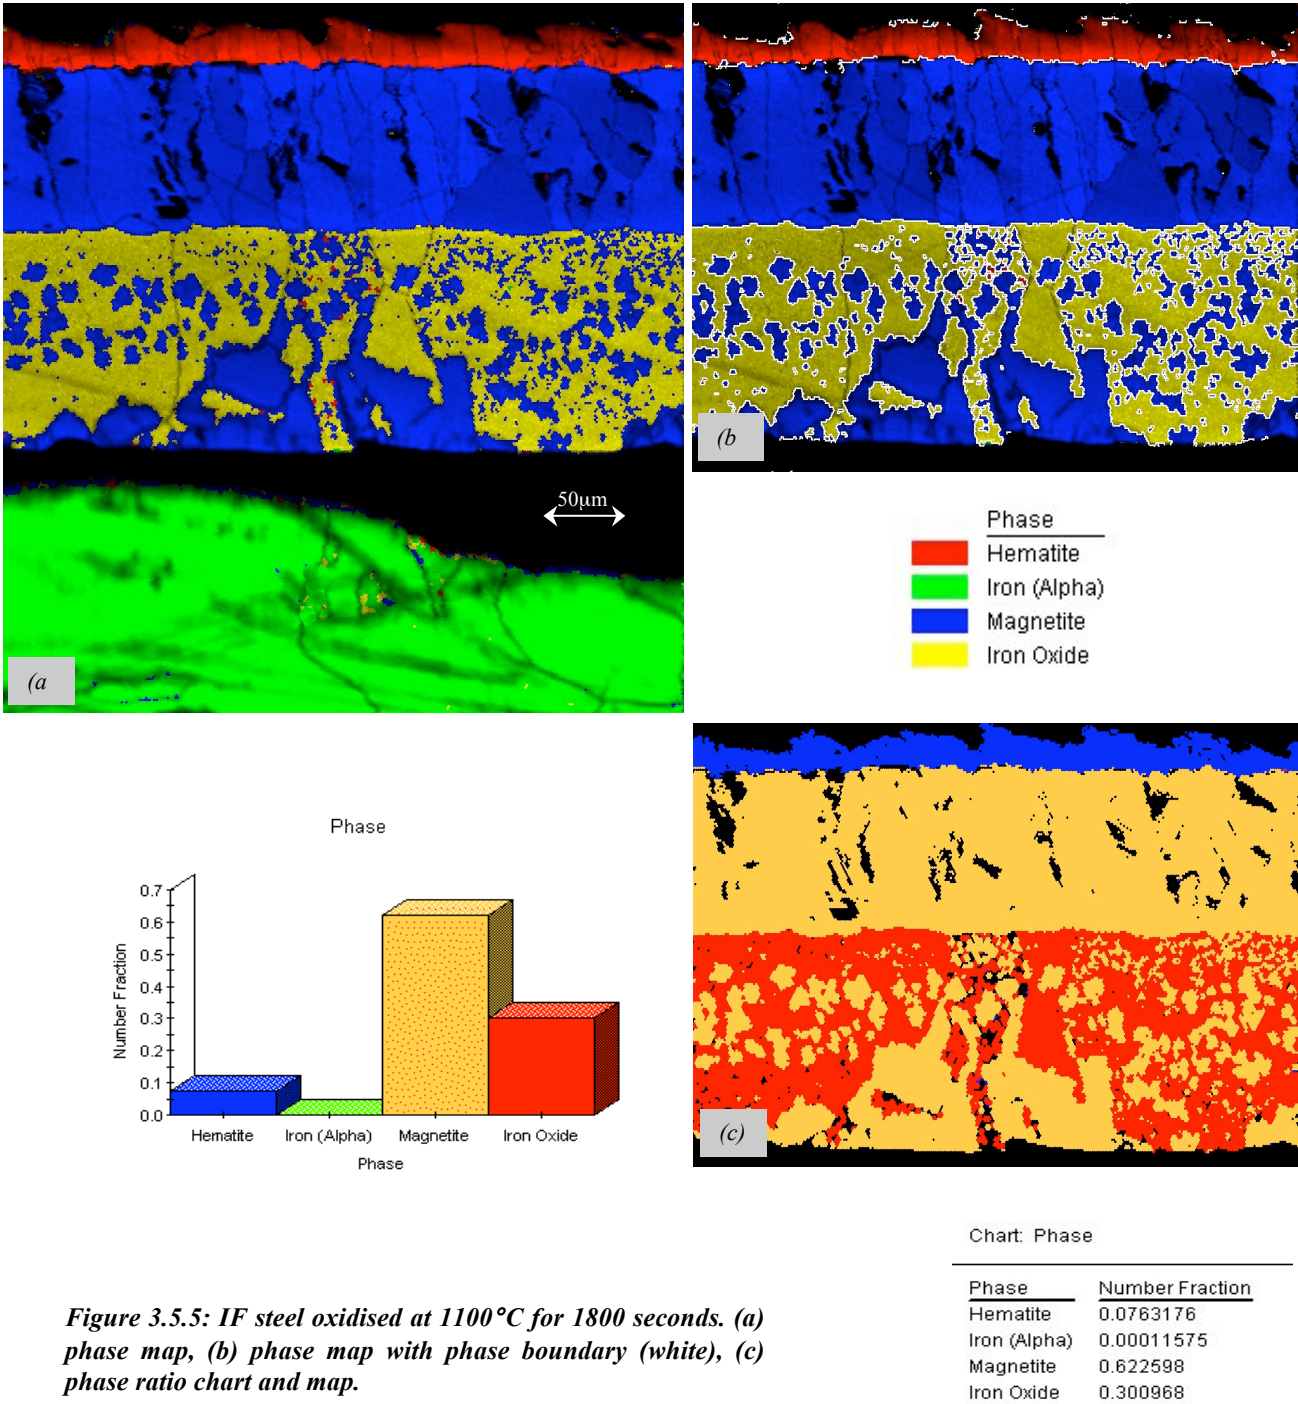 50μm
(a
(b
Phase
Hematite
Iron (Alpha)
Magnetite
Iron Oxide
Phase
0.7
0.6
0.5
0.4
0.3
0.2
0.1
0.0
Number Fraction
Hematite Iron (Alpha) Magnetite Iron Oxide
Phase
(c)
Chart: Phase
Phase Number Fraction
Hematite 0.0763176
Iron (Alpha) 0.00011575
Magnetite 0.622598
Iron Oxide 0.300968
Figure 3.5.5: IF steel oxidised at 1100°C for 1800 seconds. (a)
phase map, (b) phase map with phase boundary (white), (c)
phase ratio chart and map.